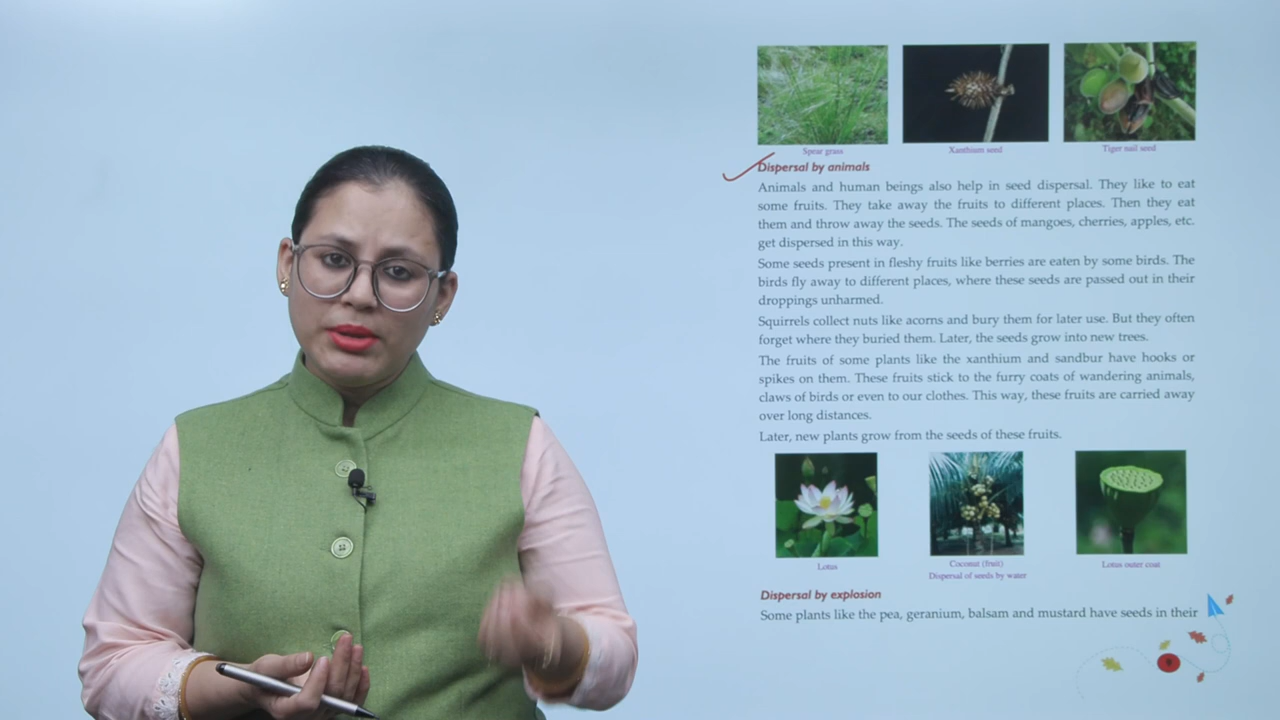 Spear grass
Xanthium seed
Tiger nail seed
Dispersal by animals
Animals and human beings also help in seed dispersal. They like to eat
some fruits. They take away the fruits to different places. Then they eat
them and throw away the seeds. The seeds of mangoes, cherries, apples, etc.
get dispersed in this way.
Some seeds present in fleshy fruits like berries are eaten by some birds. The
birds fly away to different places, where these seeds are passed out in their
droppings unharmed.
Squirrels collect nuts like acorns and bury them for later use. But they often
forget where they buried them. Later, the seeds grow into new trees.
The fruits of some plants like the xanthium and sandbur have hooks or
spikes on them. These fruits stick to the furry coats of wandering animals,
claws of birds or even to our clothes. This way, these fruits are carried away
over long distances.
Later, new plants grow from the seeds of these fruits.
Lotus
Coconut (fruit)
Lotus outer coat
Dispersal of seeds by water
Dispersal by explosion
Some plants like the pea, geranium, balsam and mustard have seeds in their